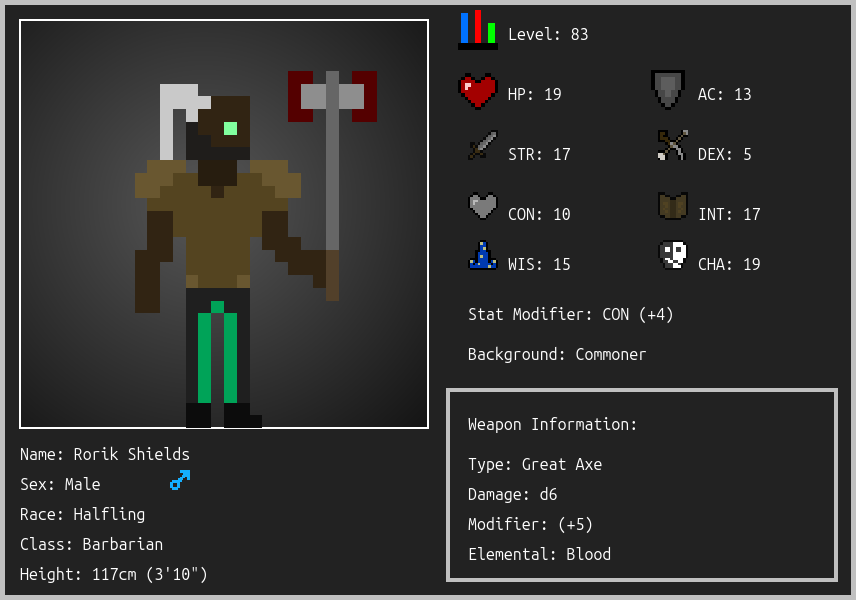 Level: 83
HP: 19
AC: 13
STR: 17
DEX: 5
CON: 10
INT: 17
WIS: 15
CHA: 19
Stat Modifier: CON (+4)
Background: Commoner
Weapon Information:
Type: Great Axe
Damage: d6
Modifier: (+5)
Elemental: Blood
Name: Rorik Shields
Sex: Male
Race: Halfling
Class: Barbarian
Height: 117cm (3'10")